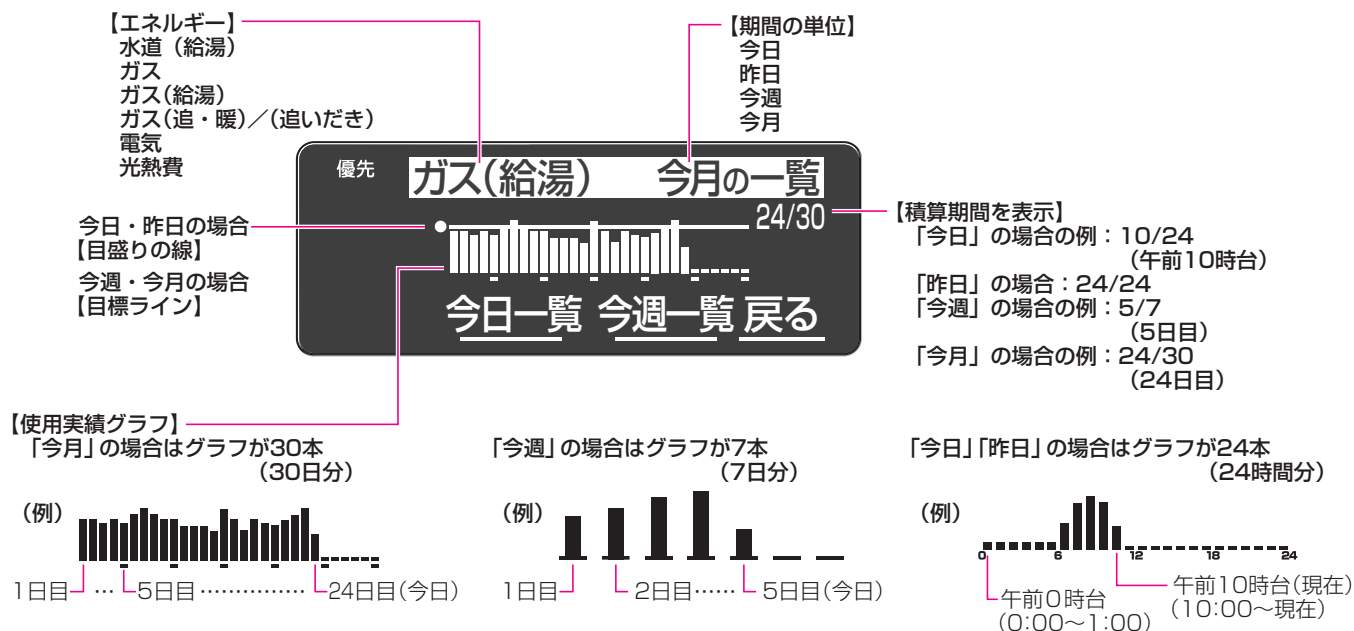 【エネルギー】
水道（給湯）
ガス
ガス(給湯)
ガス(追・暖)／(追いだき)
電気
光熱費
【期間の単位】
今日
昨日
今週
今月
優先
ガス(給湯) 今月の一覧
24/30
今日一覧 今週一覧 戻る
今日・昨日の場合
【目盛りの線】
今週・今月の場合
【目標ライン】
【積算期間を表示】
「今日」の場合の例：10/24
（午前10時台）
「昨日」の場合：24/24
「今週」の場合の例：5/7
（5日目）
「今月」の場合の例：24/30
（24日目）
【使用実績グラフ】
「今月」の場合はグラフが30本
（30日分）
（例）
1日目 … 5日目 …………… 24日目(今日)
「今週」の場合はグラフが7本
（7日分）
（例）
1日目 2日目…… 5日目(今日)
「今日」「昨日」の場合はグラフが24本
（24時間分）
（例）
0 6 12 18 24
午前0時台
（0:00〜1:00）
午前10時台(現在)
（10:00〜現在）